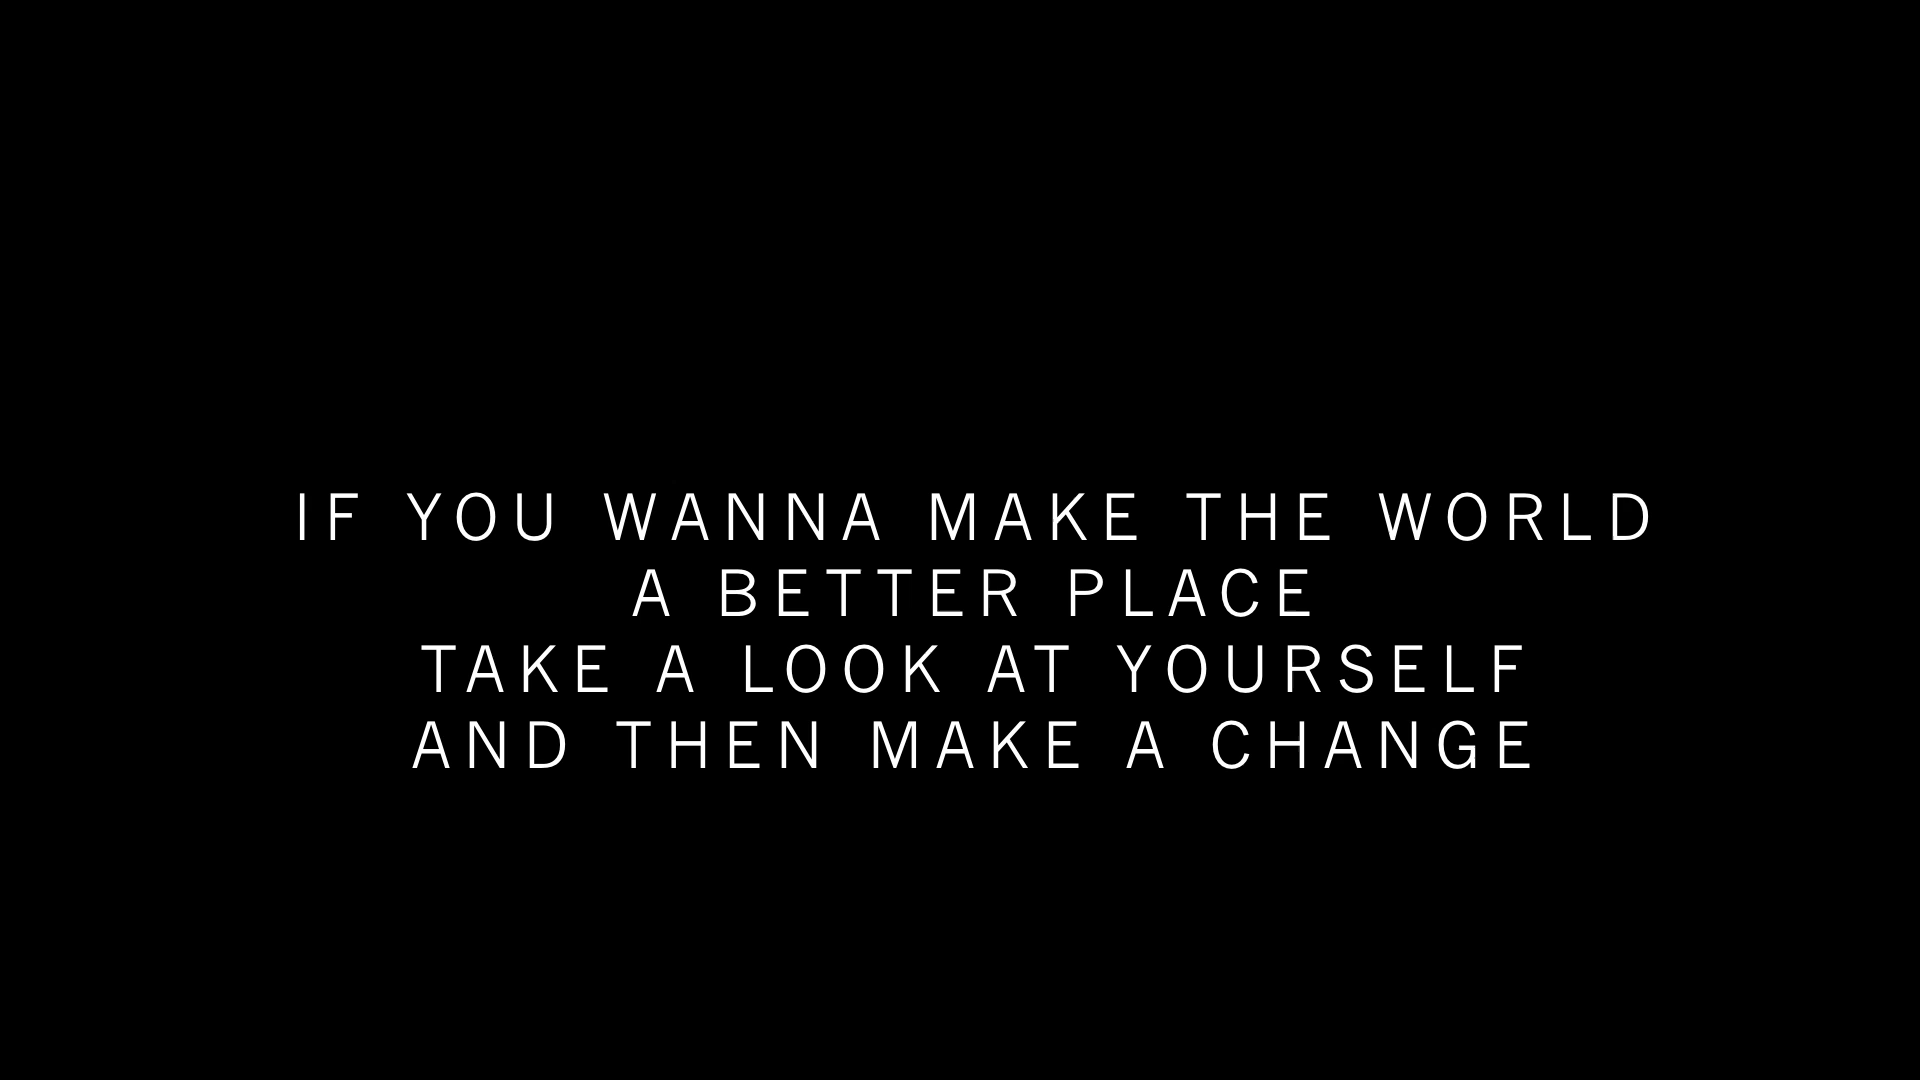 IF YOU WANNA MAKE THE WORLD
A BETTER PLACE
TAKE A LOOK AT YOURSELF
AND THEN MAKE A CHANGE